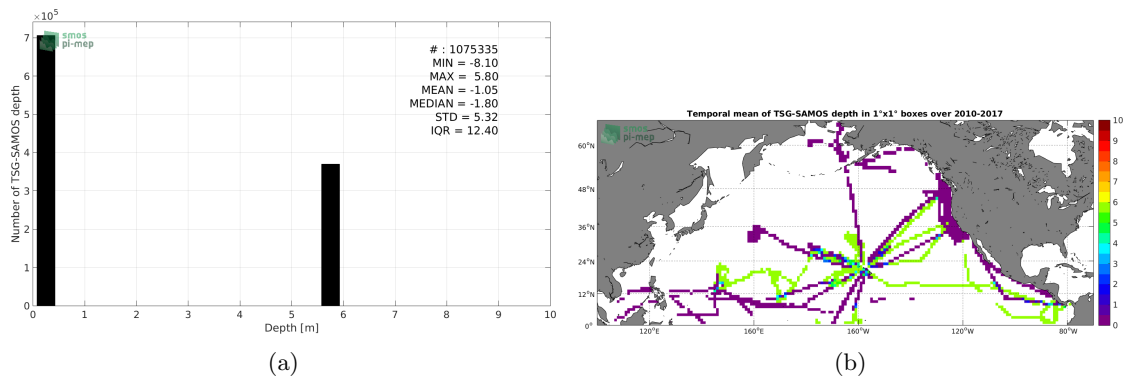 ×10⁵
7
6
5
4
3
2
1
0
Number of TSG-SAMOS depth
smos
pi-mep
# : 1075335
MIN = -8.10
MAX = 5.80
MEAN = -1.05
MEDIAN = -1.80
STD = 5.32
IQR = 12.40
0 1 2 3 4 5 6 7 8 9 10
Depth [m]
(a)
Temporal mean of TSG-SAMOS depth in 1°x1° boxes over 2010-2017
smos
pi-mep
60°N
48°N
36°N
24°N
12°N
0°
120°E 160°E 160°W 120°W 80°W
10
9
8
7
6
5
4
3
2
1
0
(b)